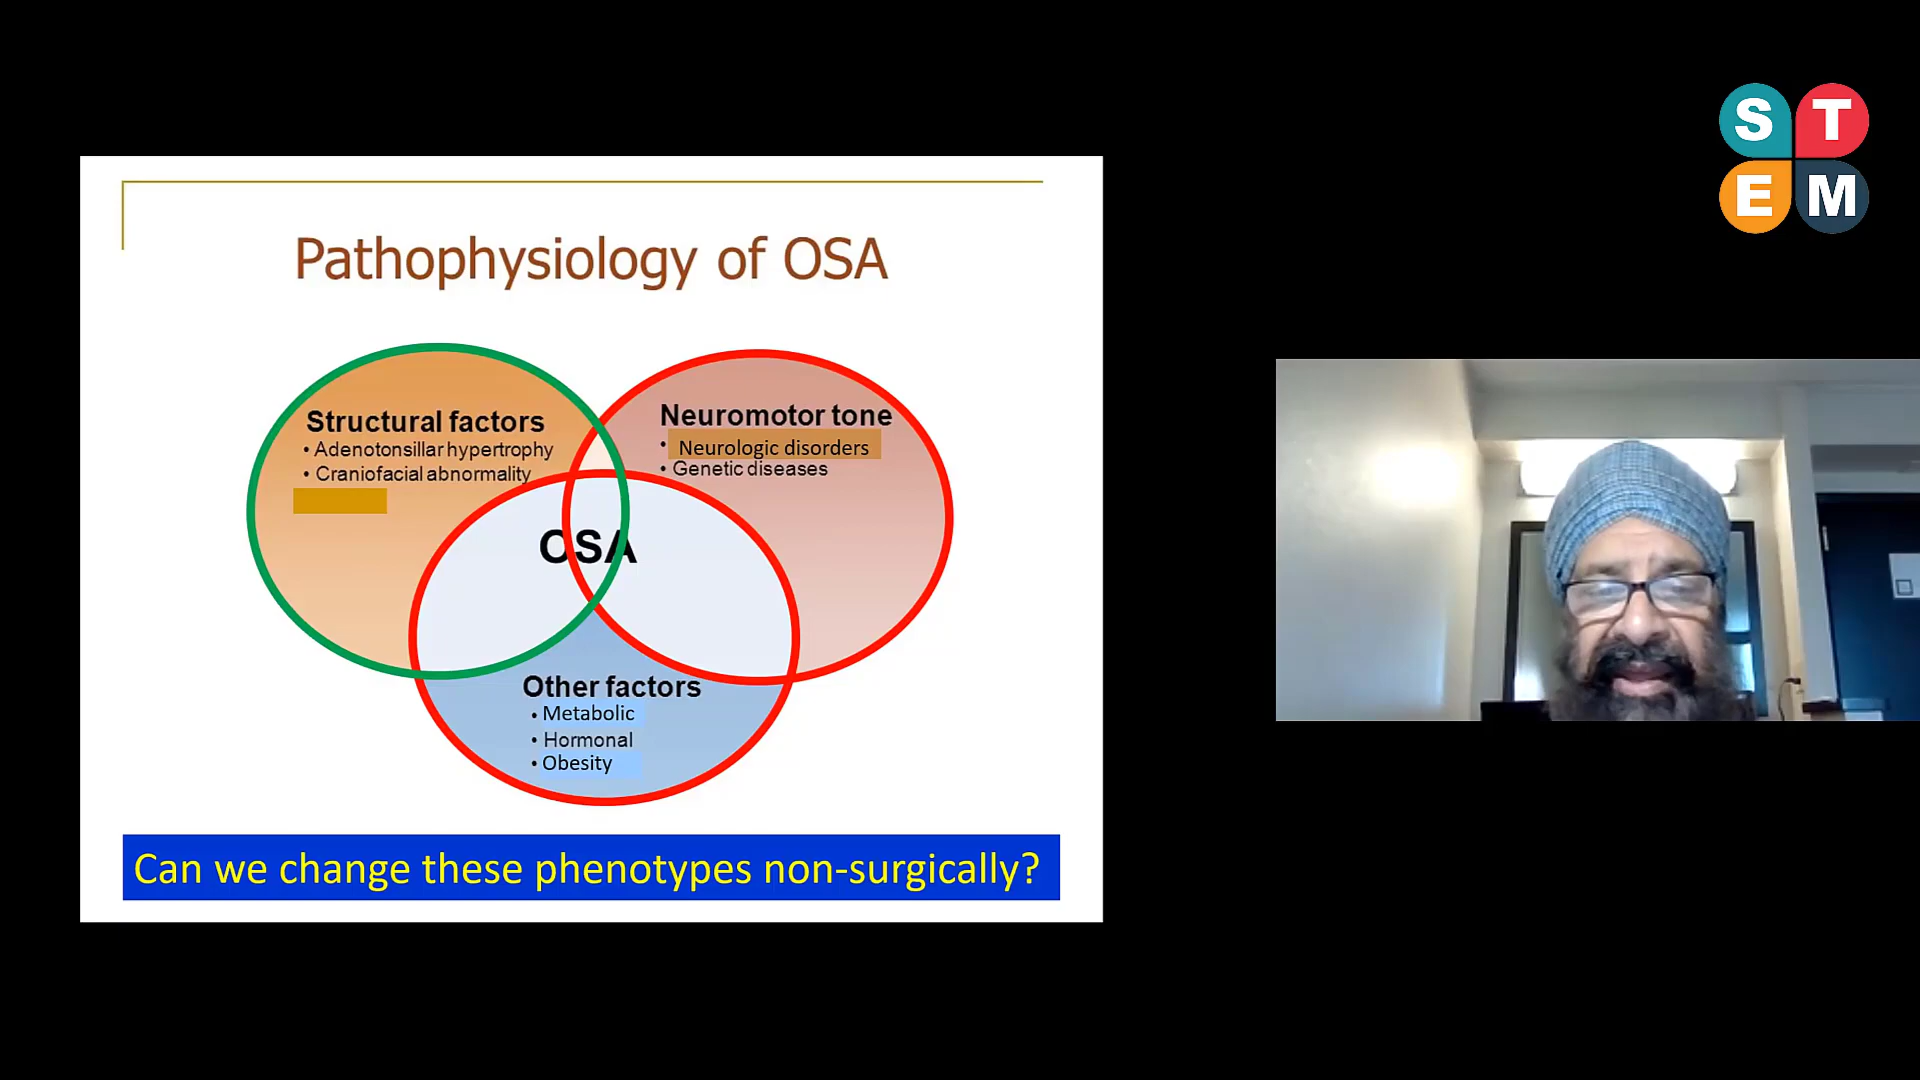 S T
E M
Pathophysiology of OSA
Structural factors
• Adenotonsillar hypertrophy
• Craniofacial abnormality
Neuromotor tone
• Neurologic disorders
• Genetic diseases
OSA
Other factors
• Metabolic
• Hormonal
• Obesity
Can we change these phenotypes non-surgically?